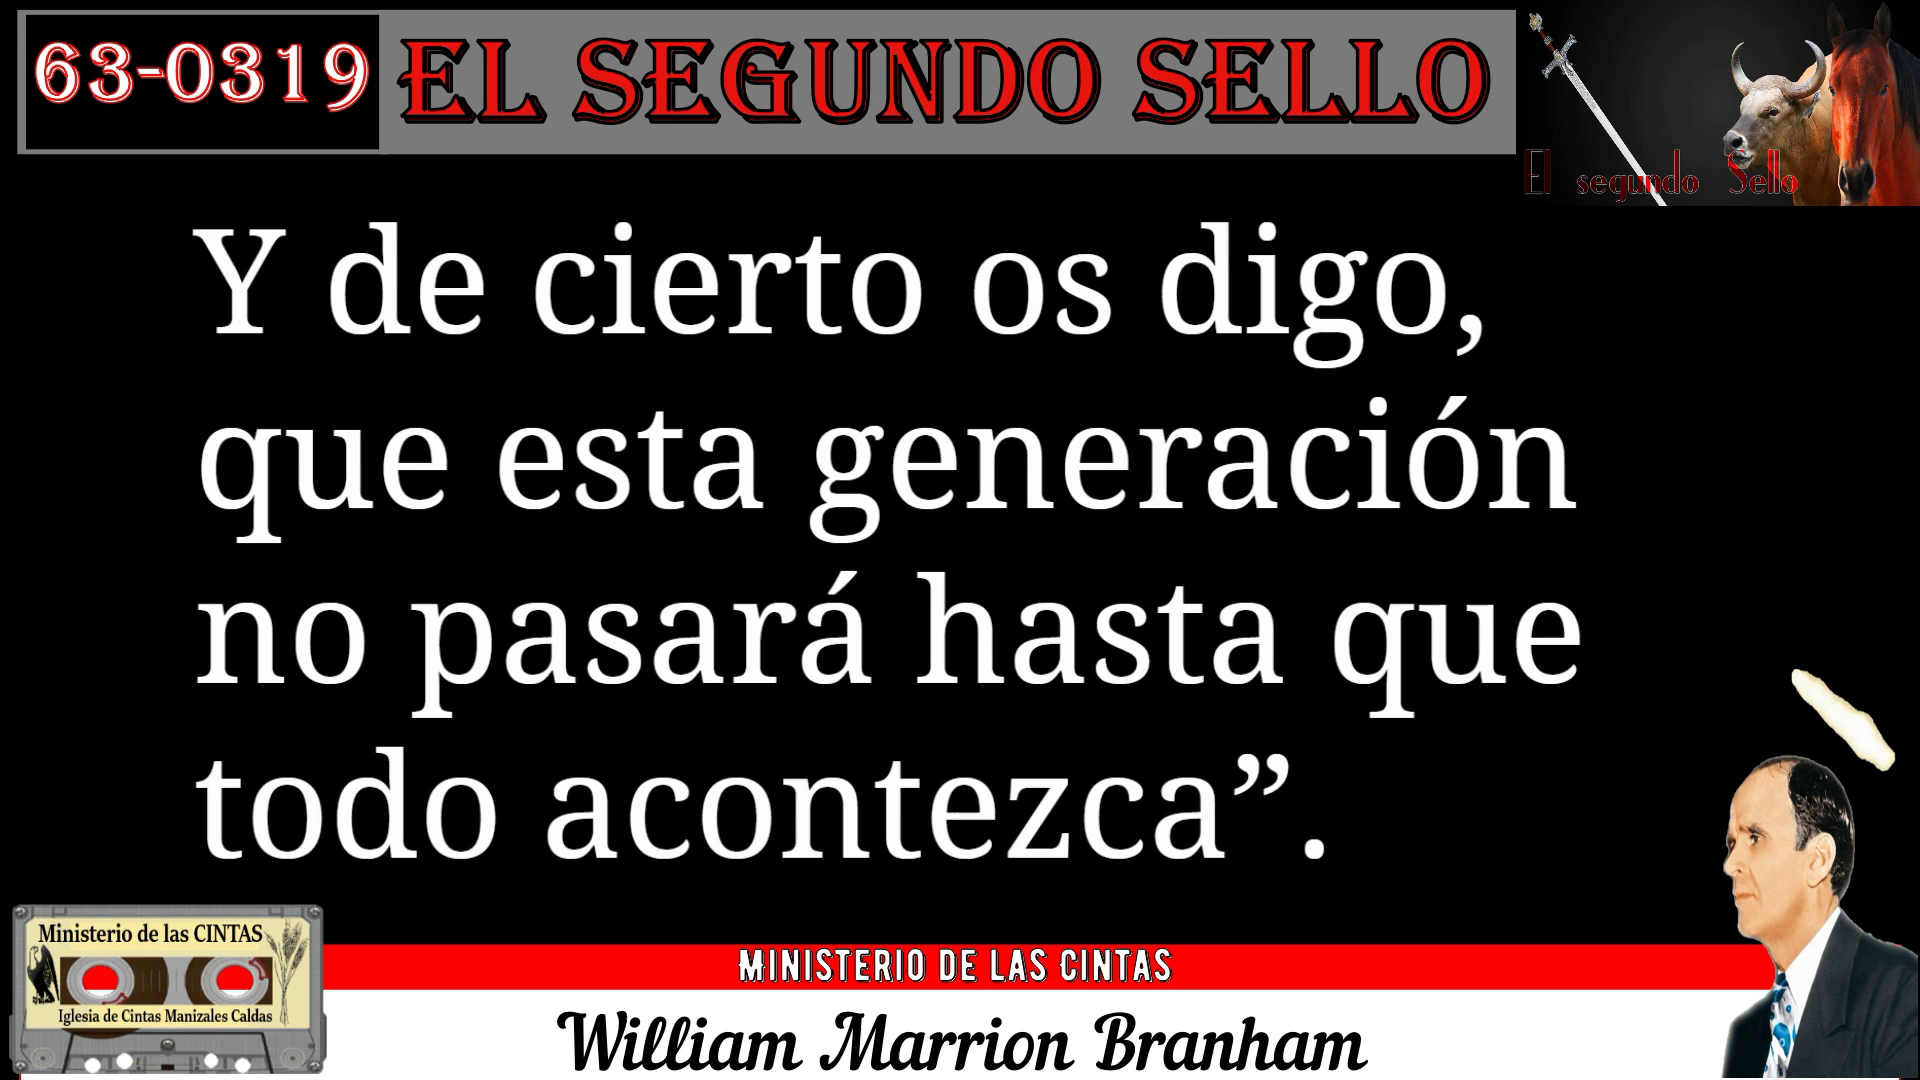 63-0319 EL SEGUNDO SELLO
El segundo Sello
Y de cierto os digo,
que esta generación
no pasará hasta que
todo acontezca”.
Ministerio de las CINTAS
Iglesia de Cintas Manizales Caldas
MINISTERIO DE LAS CINTAS
William Marrion Branham